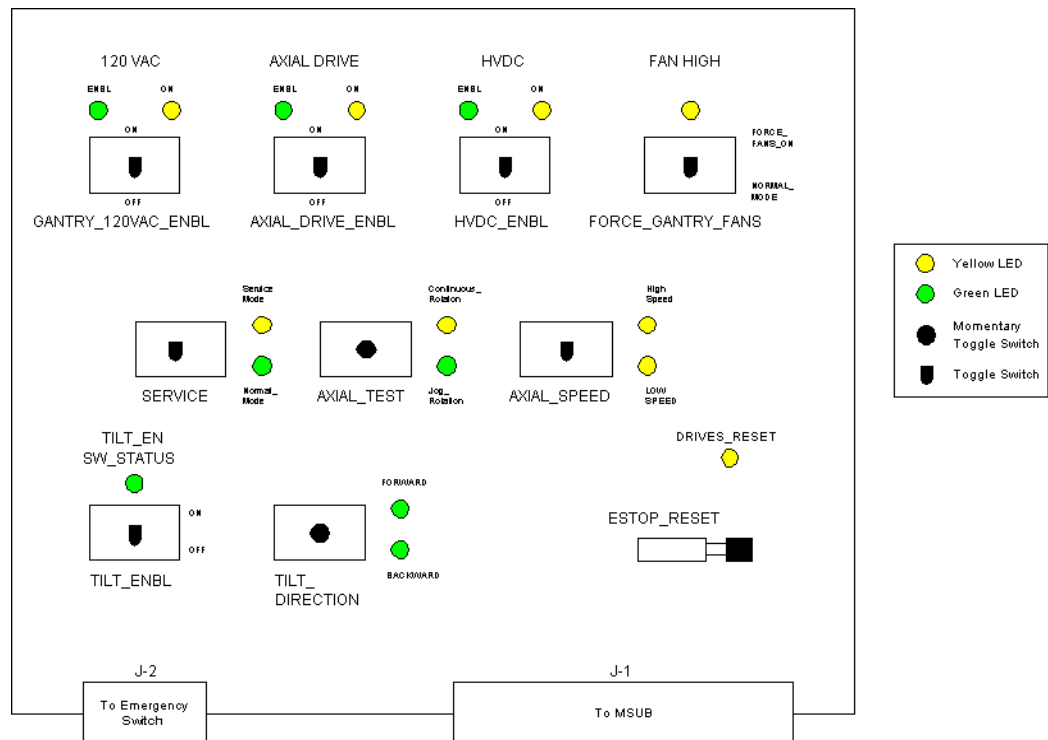 120 VAC
AXIAL DRIVE
HVDC
FAN HIGH
ENBL
ON
ENBL
ON
ENBL
ON
ON
ON
ON
FORCE_
FANS_ON
NORMAL_
MODE
OFF
OFF
OFF
GANTRY_120VAC_ENBL
AXIAL_DRIVE_ENBL
HVDC_ENBL
FORCE_GANTRY_FANS
Yellow LED
Green LED
Momentary
Toggle Switch
Toggle Switch
Service
Mode
Continuous_
Rotation
High
Speed
SERVICE
Normal_
Mode
AXIAL_TEST
Jog_
Rotation
AXIAL_SPEED
LOW
SPEED
TILT_EN
SW_STATUS
DRIVES_RESET
ON
OFF
FORWARD
BACKWARD
ESTOP_RESET
TILT_ENBL
TILT_
DIRECTION
J-2
J-1
To Emergency
Switch
To MSUB